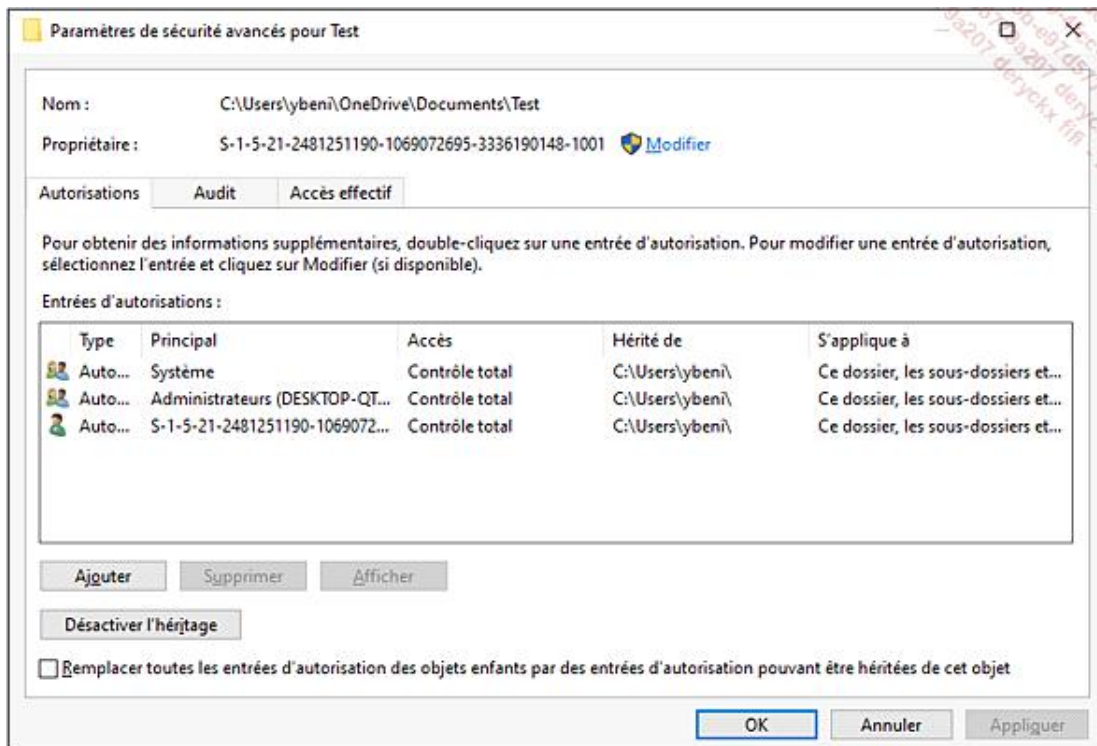 Paramètres de sécurité avancés pour Test
Nom :
C:\Users\ybeni\OneDrive\Documents\Test
Propriétaire :
S-1-5-21-2481251190-1069072695-3336190148-1001
Modifier
Autorisations
Audit
Accès effectif
Pour obtenir des informations supplémentaires, double-cliquez sur une entrée d'autorisation. Pour modifier une entrée d'autorisation,
sélectionnez l'entrée et cliquez sur Modifier (si disponible).
Entrées d'autorisations :
Type Principal Accès Hérité de S'applique à
Auto... Système Contrôle total C:\Users\ybeni\ Ce dossier, les sous-dossiers et...
Auto... Administrateurs (DESKTOP-QT... Contrôle total C:\Users\ybeni\ Ce dossier, les sous-dossiers et...
Auto... S-1-5-21-2481251190-1069072... Contrôle total C:\Users\ybeni\ Ce dossier, les sous-dossiers et...
Ajouter
Supprimer
Afficher
Désactiver l'héritage
Remplacer toutes les entrées d'autorisation des objets enfants par des entrées d'autorisation pouvant être héritées de cet objet
OK
Annuler
Appliquer
deryckx fifi